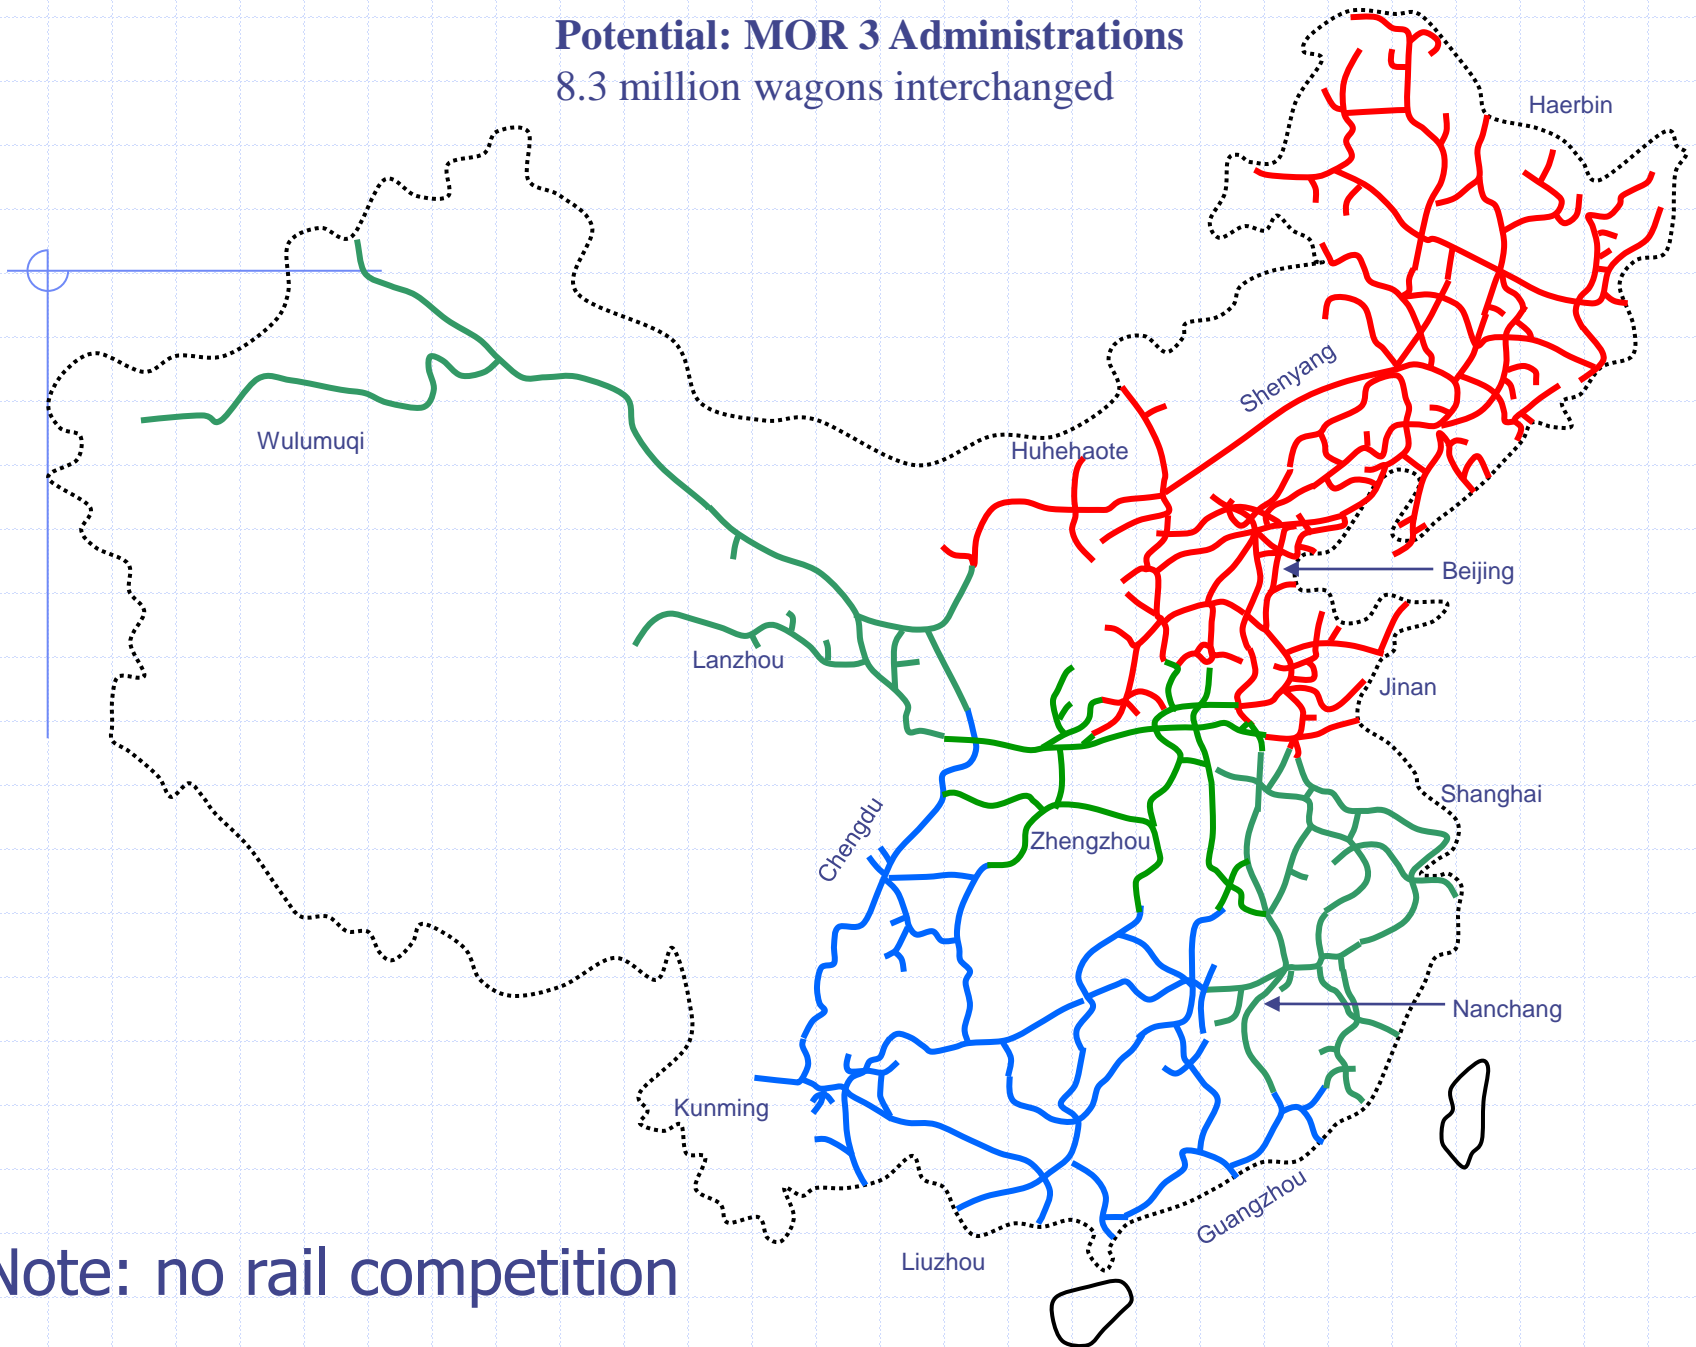 Potential: MOR 3 Administrations
8.3 million wagons interchanged
Haerbin
Shenyang
Wulumuqi
Huhehaote
Beijing
Lanzhou
Jinan
Shanghai
Chengdu
Zhengzhou
Nanchang
Kunming
Guangzhou
Liuzhou
Note: no rail competition